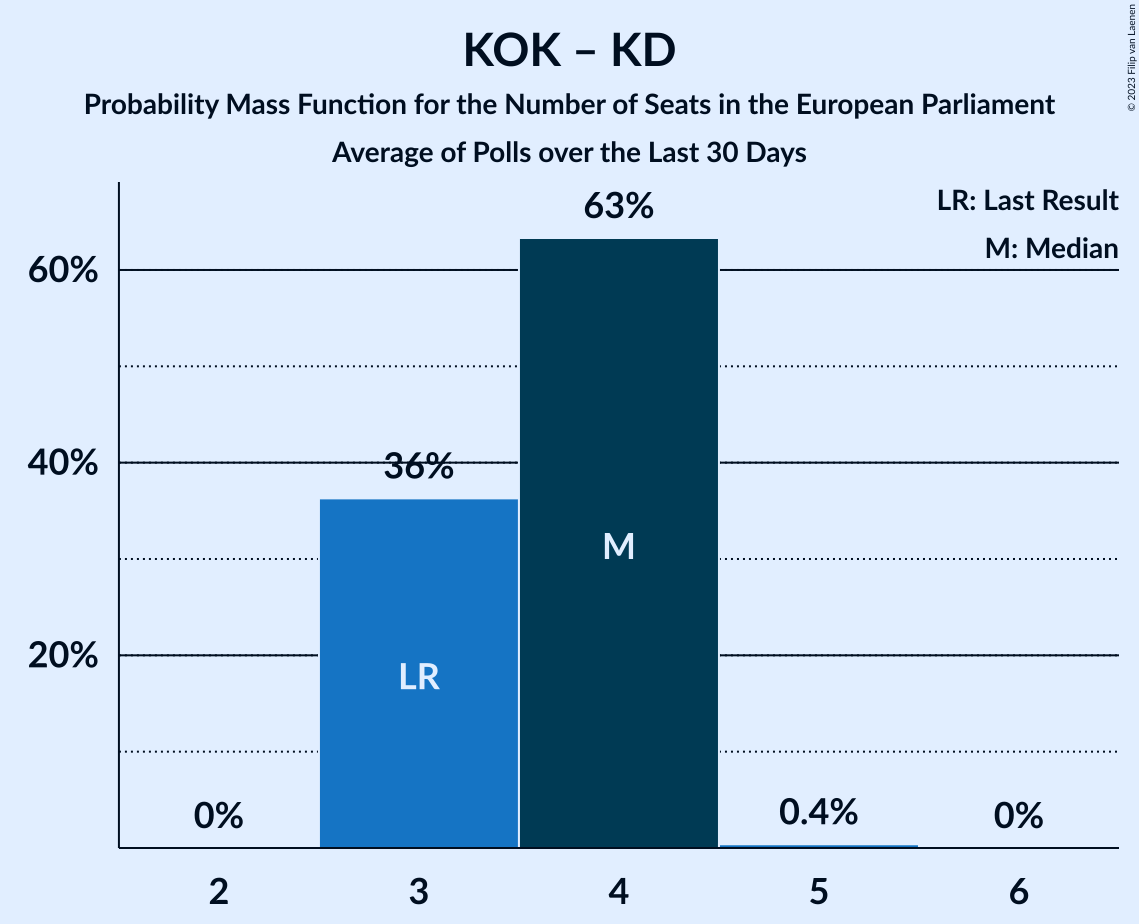 KOK – KD
Probability Mass Function for the Number of Seats in the European Parliament
Average of Polls over the Last 30 Days
© 2023 Filip van Laenen
LR: Last Result
M: Median
63%
60%
40%
36%
M
20%
LR
0%
0.4%
0%
2 3 4 5 6